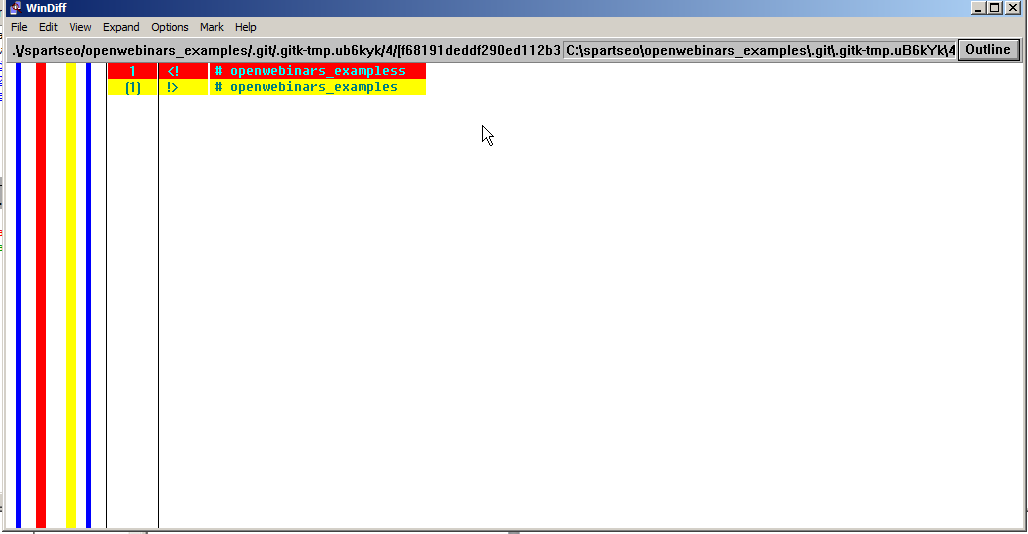 WinDiff
File Edit View Expand Options Mark Help
.\/spartseo/openwebinars_examples/.git/.gitk-tmp.ub6kyk/4/[ff68191deddf290ed112b3 C:\spartseo\openwebinars_examples\.git\.gitk-tmp.uB6kYk\4 Outline
1 <! # openwebinars_exampless
(1) !> # openwebinars_examples